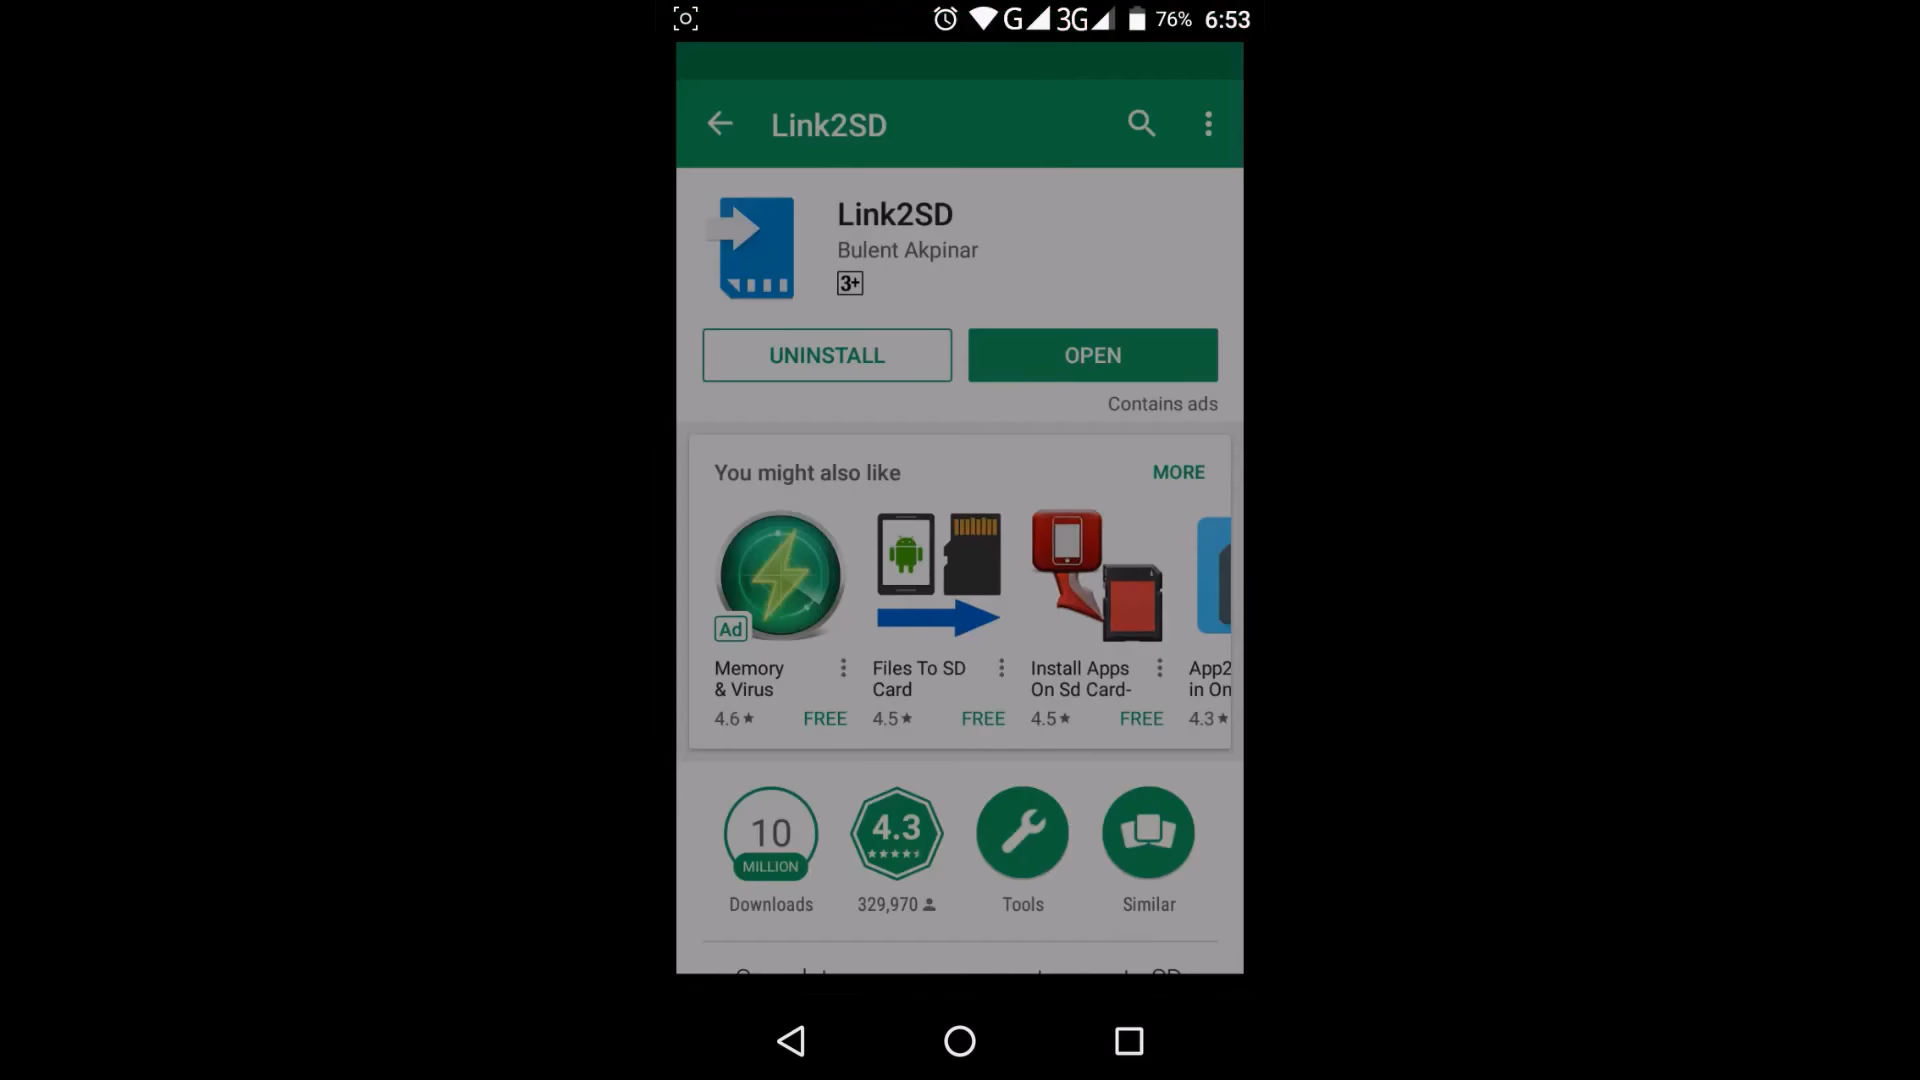 G 3G 76% 6:53
Link2SD
Link2SD
Bulent Akpinar
3+
UNINSTALL OPEN
Contains ads
You might also like MORE
Ad
Memory Files To SD Install Apps App2
& Virus Card On Sd Card- in On
4.6★ FREE 4.5★ FREE 4.5★ FREE 4.3★
10 4.3
MILLION
Downloads 329,970 Tools Similar